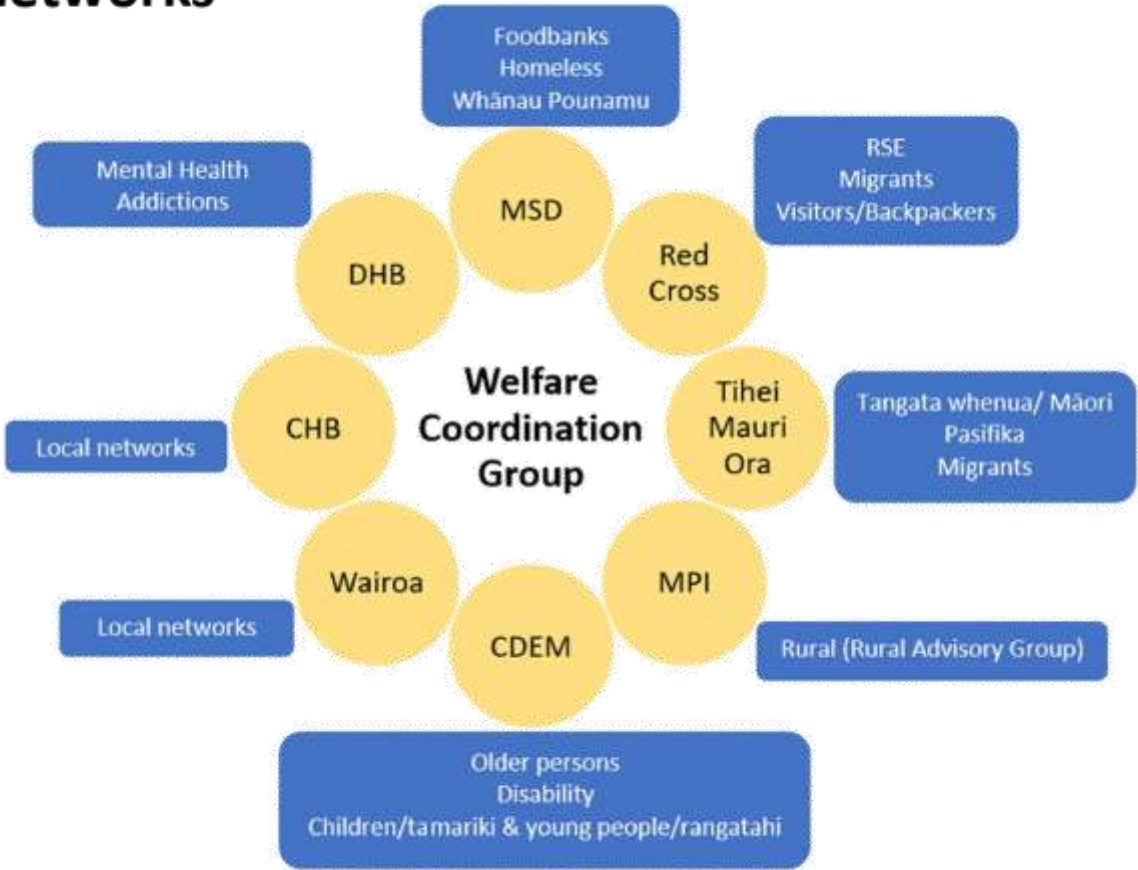 networks
Foodbanks
Homeless
Whānau Pounamu
Mental Health
Addictions
RSE
Migrants
Visitors/Backpackers
MSD
DHB
Red
Cross
Welfare
Coordination
Group
CHB
Tihei
Mauri
Ora
Local networks
Tangata whenua/ Māori
Pasifika
Migrants
Wairoa
MPI
Local networks
CDEM
Rural (Rural Advisory Group)
Older persons
Disability
Children/tamariki & young people/rangatahi